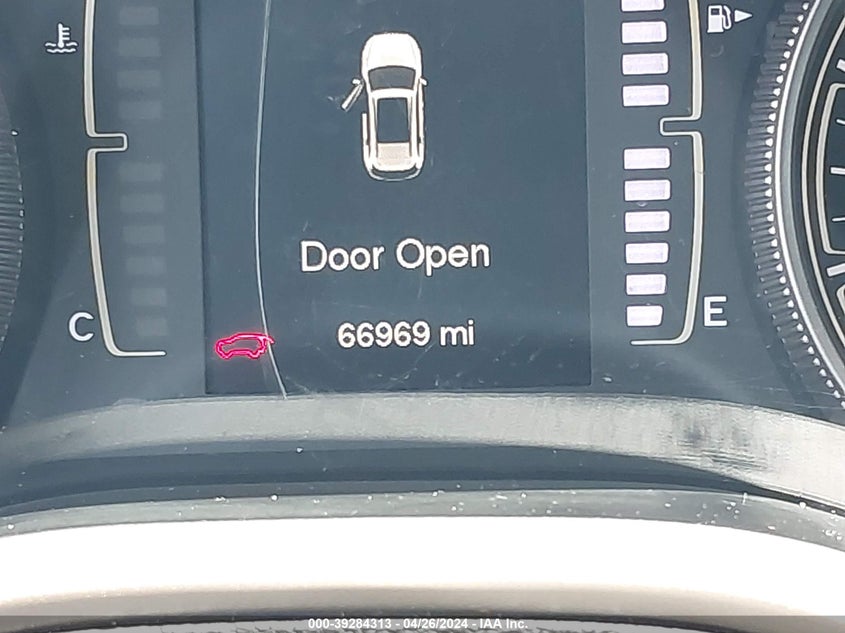 Door Open
66969 mi
C
E
000-39284313 - 04/26/2024 - IAA Inc.